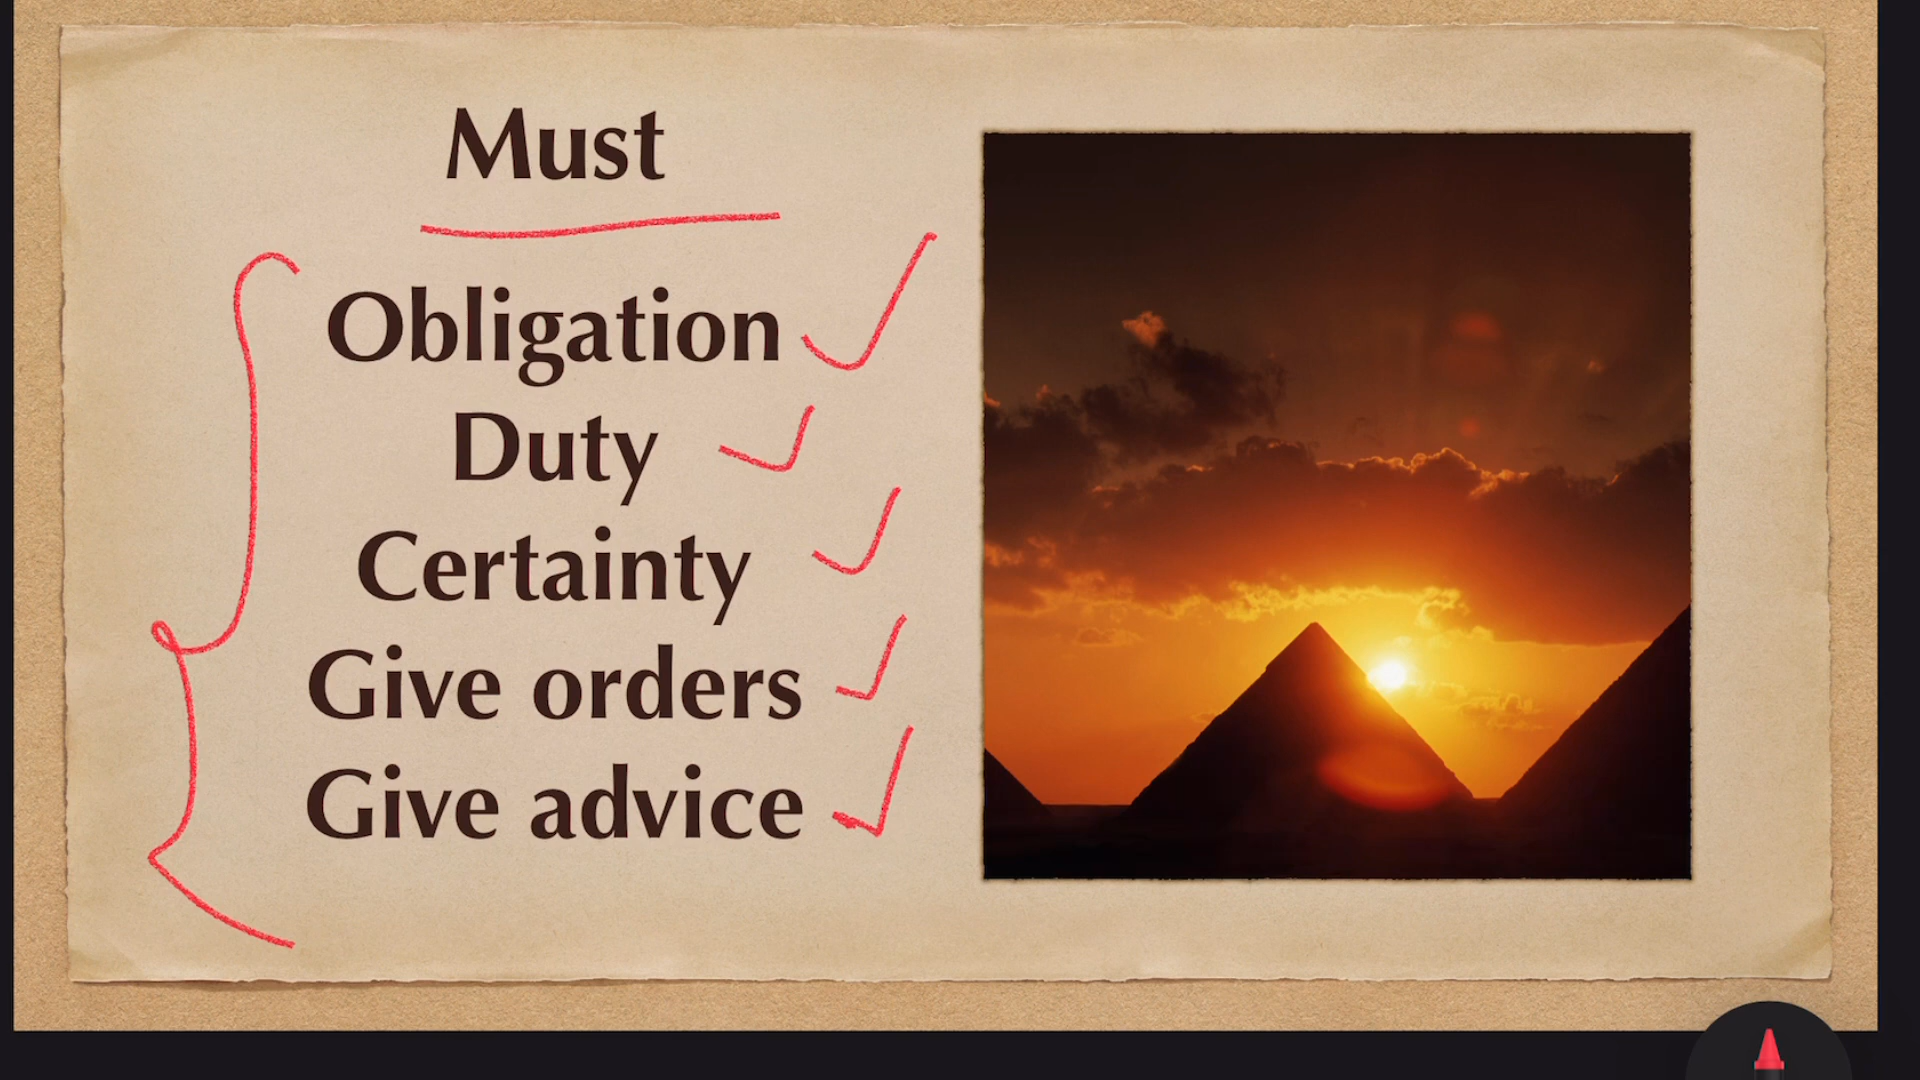 Must
Obligation
Duty
Certainty
Give orders
Give advice